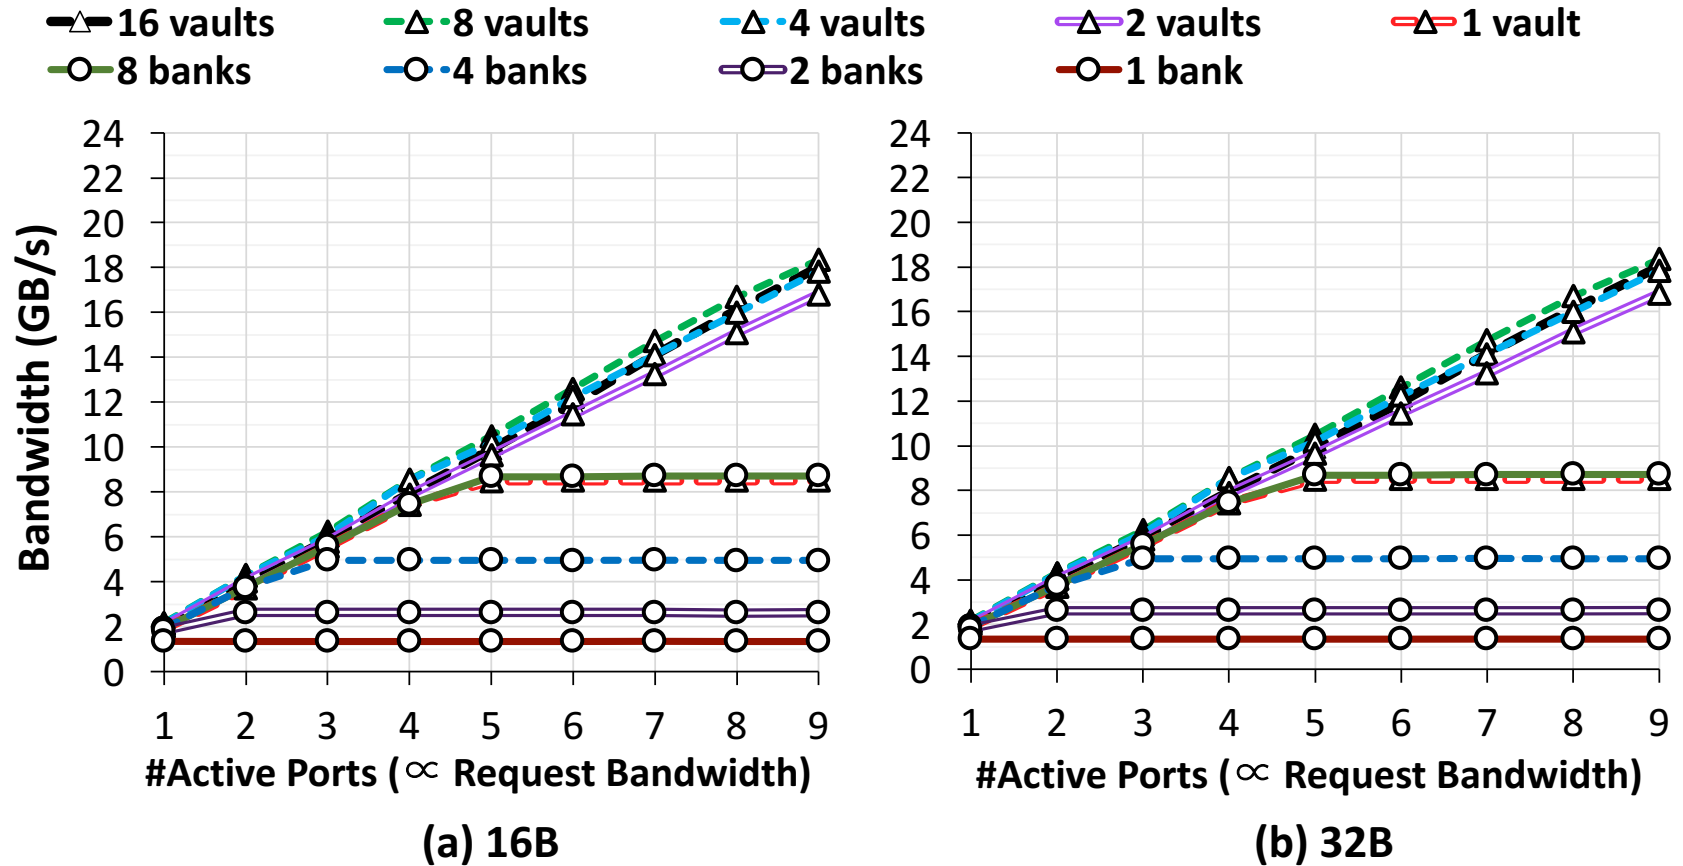 16 vaults 8 vaults 4 vaults 2 vaults 1 vault
8 banks 4 banks 2 banks 1 bank
Bandwidth (GB/s)
24
22
20
18
16
14
12
10
8
6
4
2
0
1 2 3 4 5 6 7 8 9
#Active Ports (∝ Request Bandwidth)
(a) 16B
24
22
20
18
16
14
12
10
8
6
4
2
0
1 2 3 4 5 6 7 8 9
#Active Ports (∝ Request Bandwidth)
(b) 32B